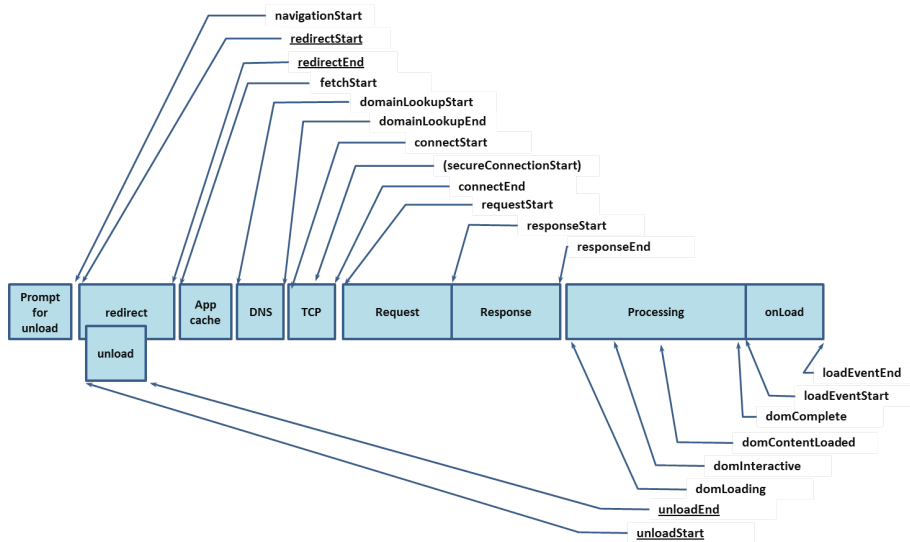 navigationStart
redirectStart
redirectEnd
fetchStart
domainLookupStart
domainLookupEnd
connectStart
(secureConnectionStart)
connectEnd
requestStart
responseStart
responseEnd
Prompt
for
unload
redirect
unload
App
cache
DNS
TCP
Request
Response
Processing
onLoad
loadEventEnd
loadEventStart
domComplete
domContentLoaded
domInteractive
domLoading
unloadEnd
unloadStart